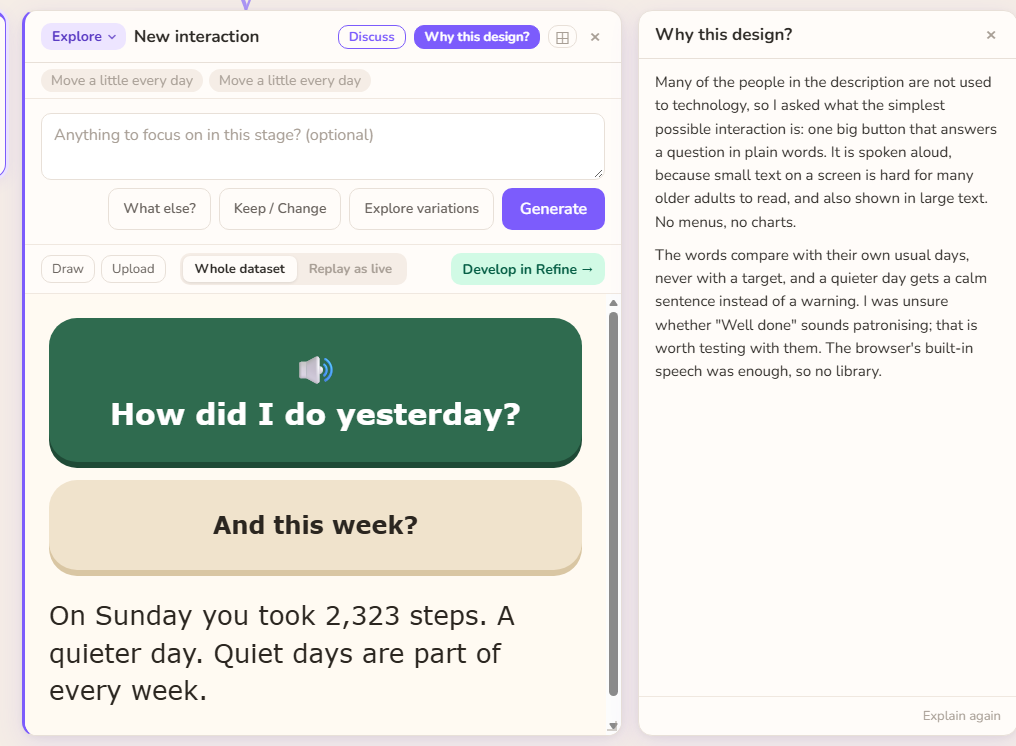 Explore New interaction Discuss Why this design?
Move a little every day Move a little every day
Anything to focus on in this stage? (optional)
What else? Keep / Change Explore variations Generate
Draw Upload Whole dataset Replay as live Develop in Refine →
How did I do yesterday?
And this week?
On Sunday you took 2,323 steps. A
quieter day. Quiet days are part of
every week.
Why this design?
Many of the people in the description are not used
to technology, so I asked what the simplest
possible interaction is: one big button that answers
a question in plain words. It is spoken aloud,
because small text on a screen is hard for many
older adults to read, and also shown in large text.
No menus, no charts.
The words compare with their own usual days,
never with a target, and a quieter day gets a calm
sentence instead of a warning. I was unsure
whether "Well done" sounds patronising; that is
worth testing with them. The browser's built-in
speech was enough, so no library.
Explain again